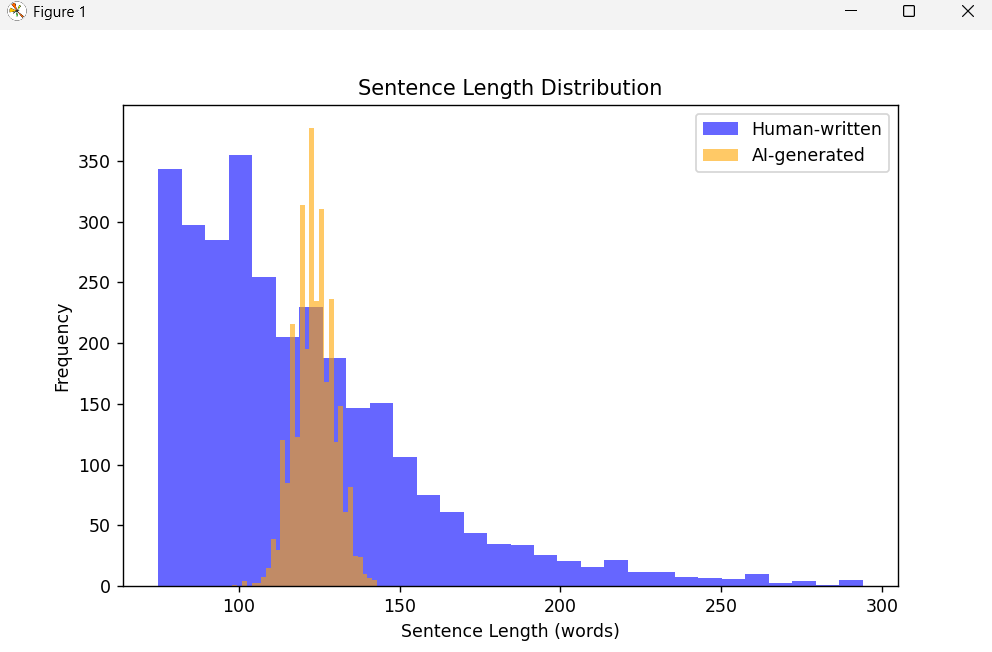 Figure 1
Sentence Length Distribution
Human-written
AI-generated
350
300
250
200
150
100
50
0
Frequency
100 150 200 250 300
Sentence Length (words)